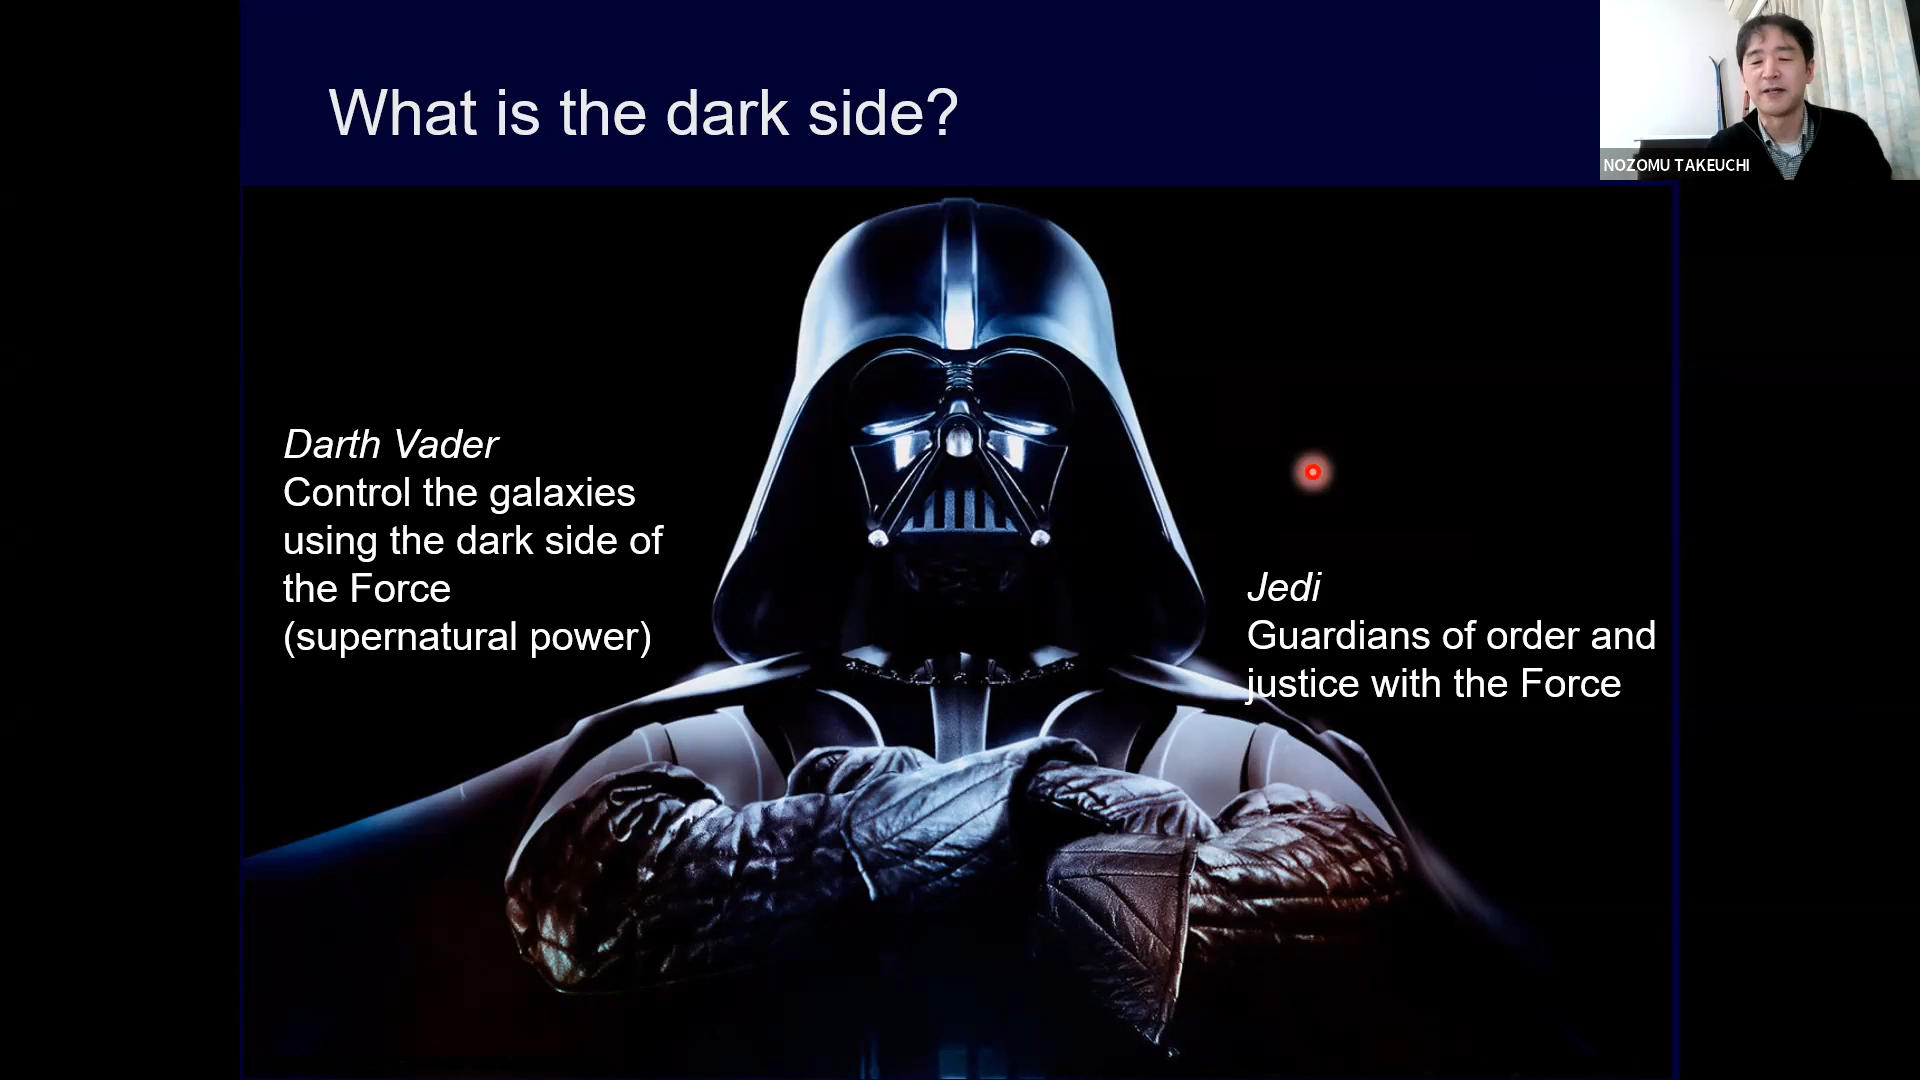 What is the dark side?
NOZOMU TAKEUCHI
Darth Vader
Control the galaxies
using the dark side of
the Force
(supernatural power)
Jedi
Guardians of order and
justice with the Force